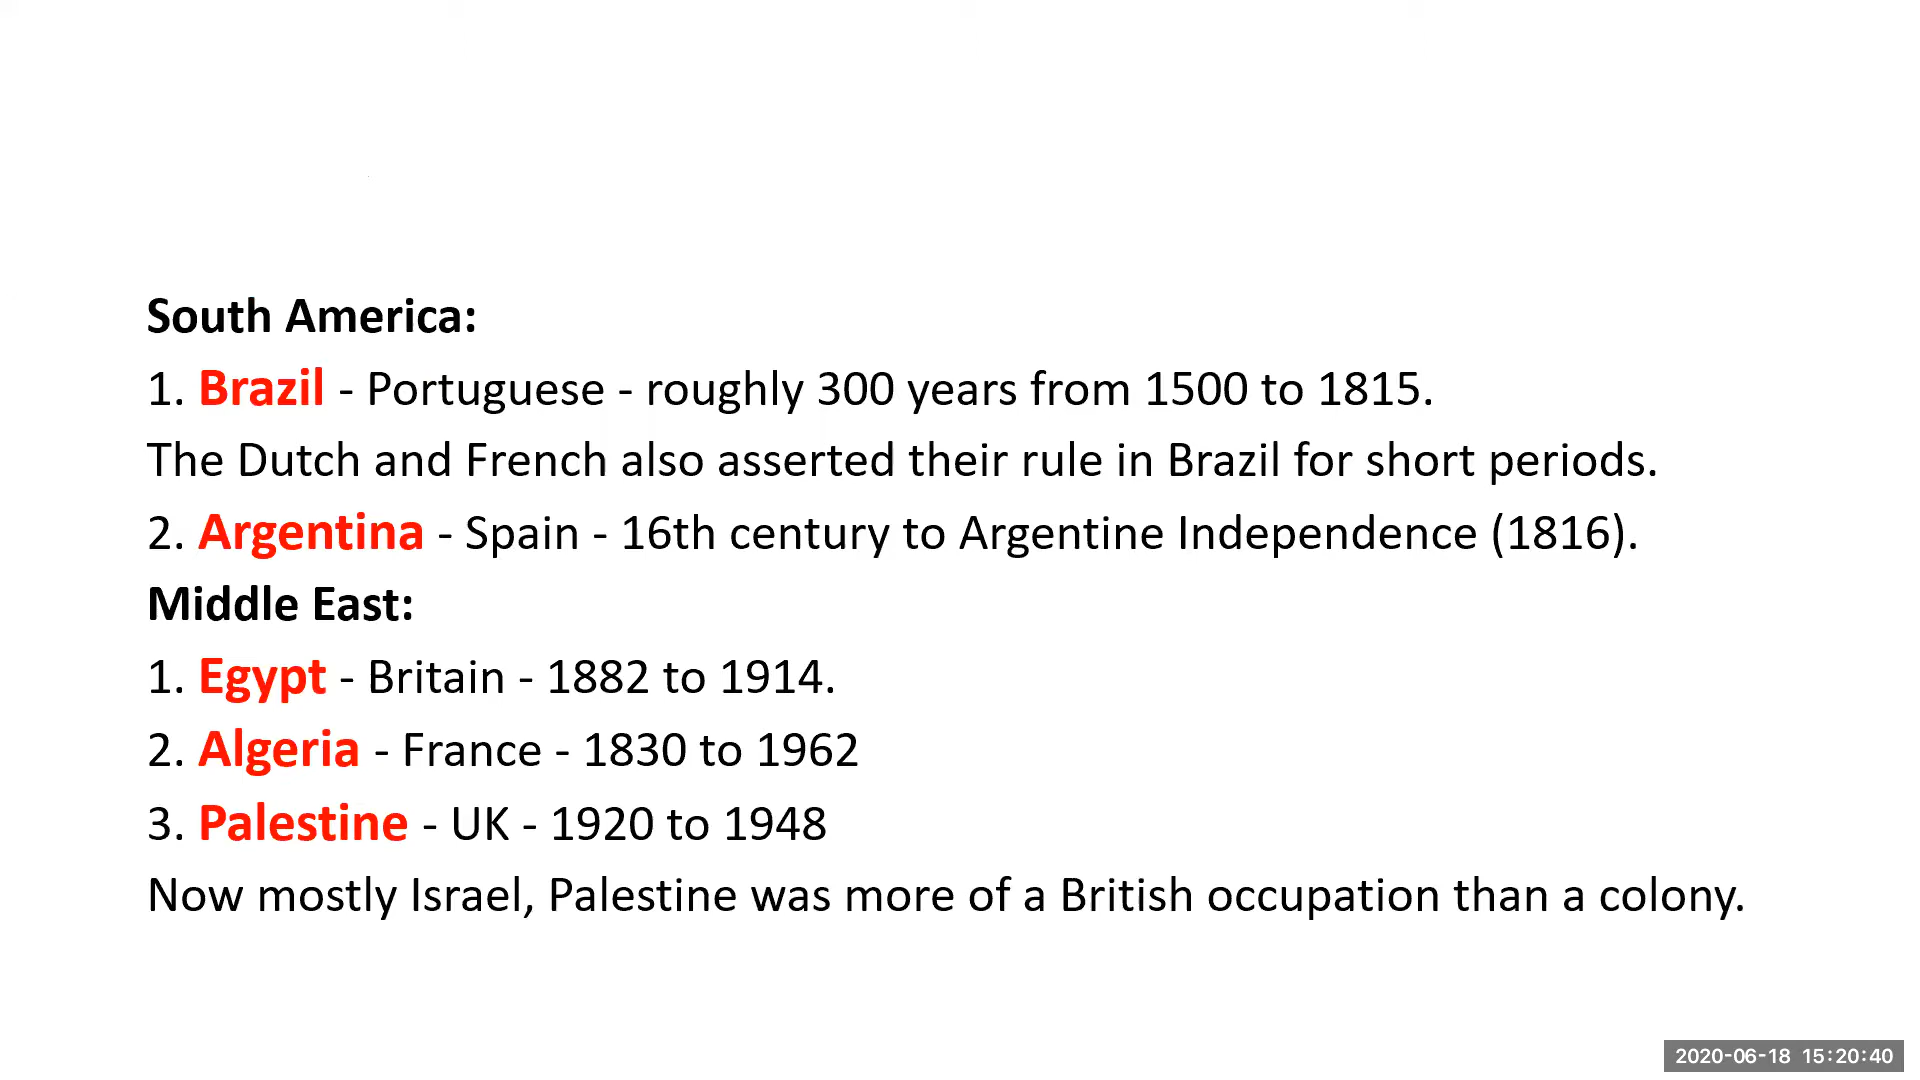 South America:
1. Brazil - Portuguese - roughly 300 years from 1500 to 1815.
The Dutch and French also asserted their rule in Brazil for short periods.
2. Argentina - Spain - 16th century to Argentine Independence (1816).
Middle East:
1. Egypt - Britain - 1882 to 1914.
2. Algeria - France - 1830 to 1962
3. Palestine - UK - 1920 to 1948
Now mostly Israel, Palestine was more of a British occupation than a colony.
2020-06-18 15:20:40